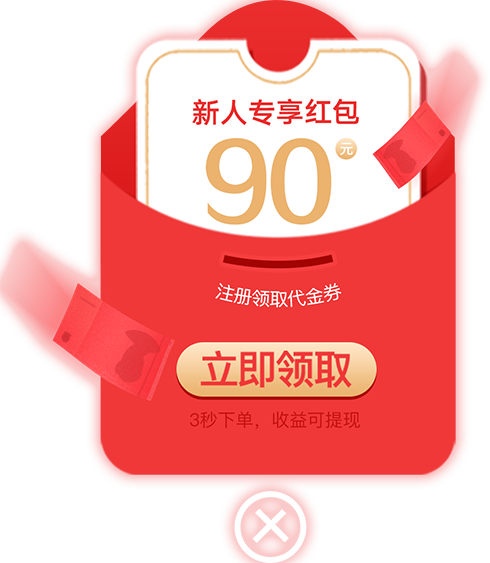 新人专享红包
90元
注册领取代金券
立即领取
3秒下单，收益可提现